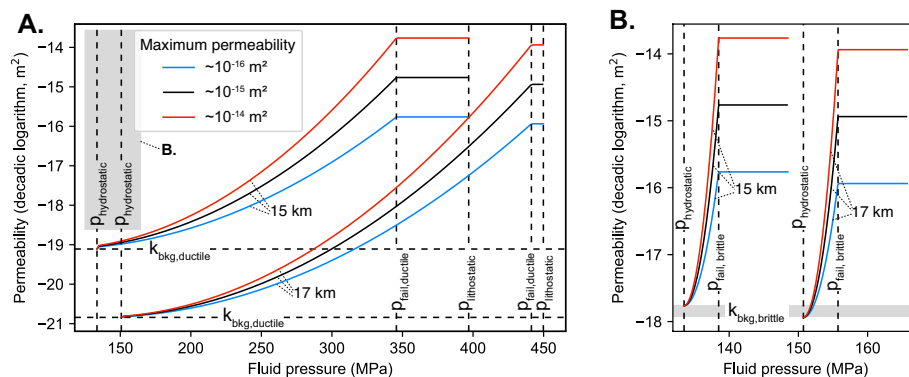 A.
Permeability (decadic logarithm, m²)
−14
−15
−16
−17
−18
−19
−20
−21
Maximum permeability
~10⁻¹⁶ m²
~10⁻¹⁵ m²
~10⁻¹⁴ m²
B.
p_hydrostatic
p_hydrostatic
15 km
k_bkg,ductile
17 km
k_bkg,ductile
p_fail,ductile
p_lithostatic
p_fail,ductile
p_lithostatic
100
150
200
250
300
350
400
450
Fluid pressure (MPa)
B.
Permeability (decadic logarithm, m²)
−14
−15
−16
−17
−18
p_hydrostatic
p_fail, brittle
15 km
p_hydrostatic
p_fail, brittle
17 km
k_bkg,brittle
140
150
160
Fluid pressure (MPa)